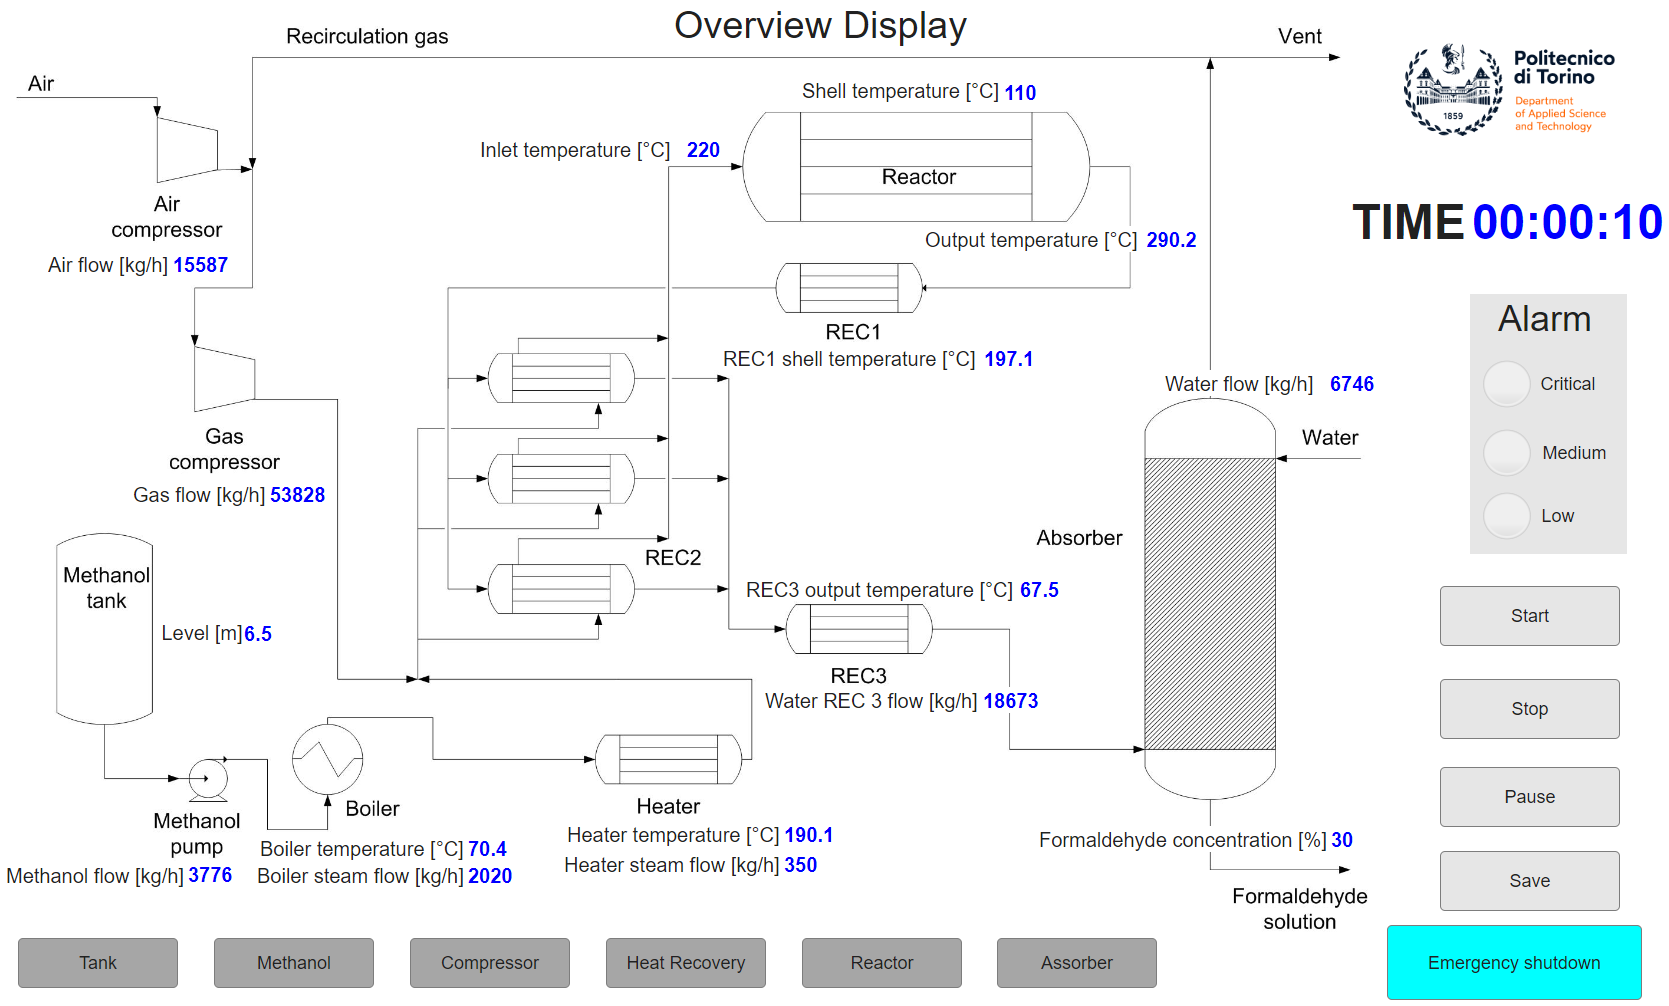 Overview Display
Recirculation gas
Vent
Air
Politecnico
di Torino
Department
of Applied Science
and Technology
1859
Shell temperature [°C] 110
Inlet temperature [°C] 220
Reactor
Air
compressor
Air flow [kg/h] 15587
TIME 00:00:10
Output temperature [°C] 290.2
REC1
REC1 shell temperature [°C] 197.1
Alarm
Critical
Medium
Low
Water flow [kg/h] 6746
Water
Gas
compressor
Gas flow [kg/h] 53828
Absorber
REC2
Methanol
tank
Level [m] 6.5
REC3 output temperature [°C] 67.5
REC3
Water REC 3 flow [kg/h] 18673
Start
Stop
Pause
Save
Boiler
Heater
Methanol
pump
Methanol flow [kg/h] 3776
Boiler temperature [°C] 70.4
Boiler steam flow [kg/h] 2020
Heater temperature [°C] 190.1
Heater steam flow [kg/h] 350
Formaldehyde concentration [%] 30
Formaldehyde
solution
Tank
Methanol
Compressor
Heat Recovery
Reactor
Assorber
Emergency shutdown